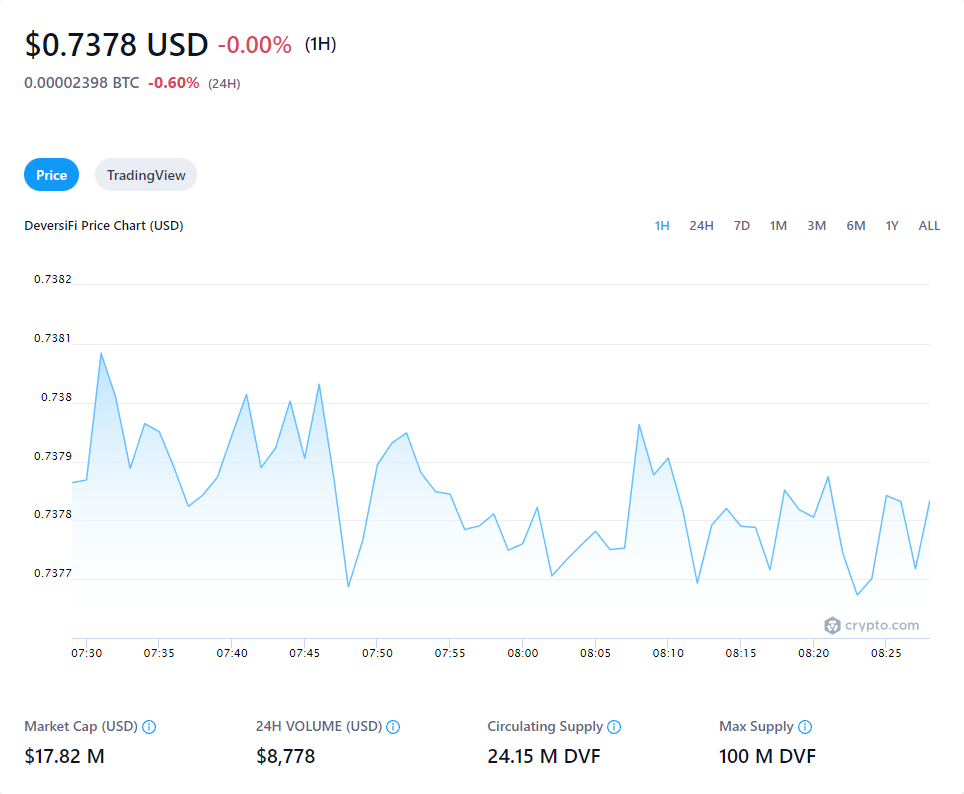 $0.7378 USD -0.00% (1H)
0.00002398 BTC -0.60% (24H)
Price TradingView
DeversiFi Price Chart (USD) 1H 24H 7D 1M 3M 6M 1Y ALL
0.7382
0.7381
0.738
0.7379
0.7378
0.7377
crypto.com
07:30 07:35 07:40 07:45 07:50 07:55 08:00 08:05 08:10 08:15 08:20 08:25
Market Cap (USD) 24H VOLUME (USD) Circulating Supply Max Supply
$17.82 M $8,778 24.15 M DVF 100 M DVF